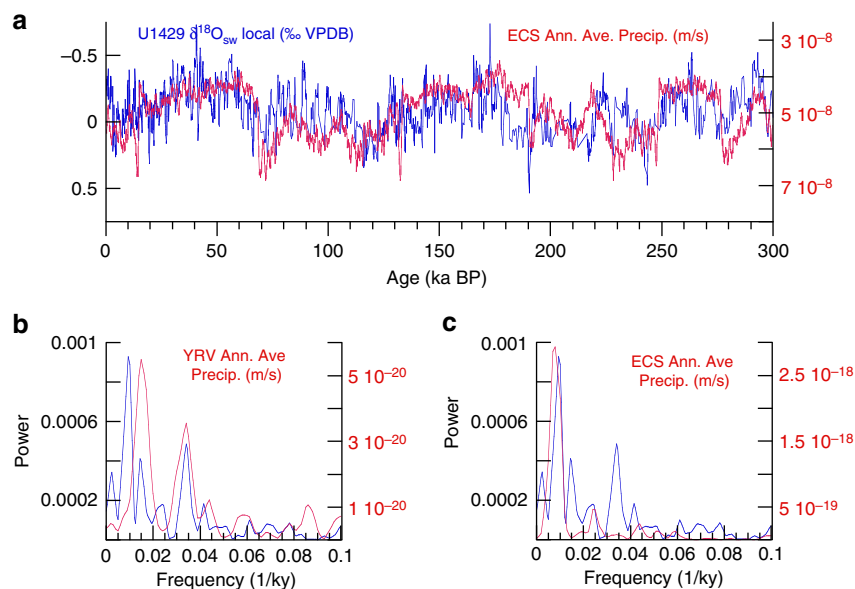 a
U1429 δ¹⁸O_sw local (‰ VPDB)
ECS Ann. Ave. Precip. (m/s)
–0.5
0
0.5
3 10⁻⁸
5 10⁻⁸
7 10⁻⁸
0 50 100 150 200 250 300
Age (ka BP)
b
YRV Ann. Ave
Precip. (m/s)
0.001
0.0006
0.0002
Power
5 10⁻²⁰
3 10⁻²⁰
1 10⁻²⁰
0 0.02 0.04 0.06 0.08 0.1
Frequency (1/ky)
c
ECS Ann. Ave
Precip. (m/s)
0.001
0.0006
0.0002
Power
2.5 10⁻¹⁸
1.5 10⁻¹⁸
5 10⁻¹⁹
0 0.02 0.04 0.06 0.08 0.1
Frequency (1/ky)